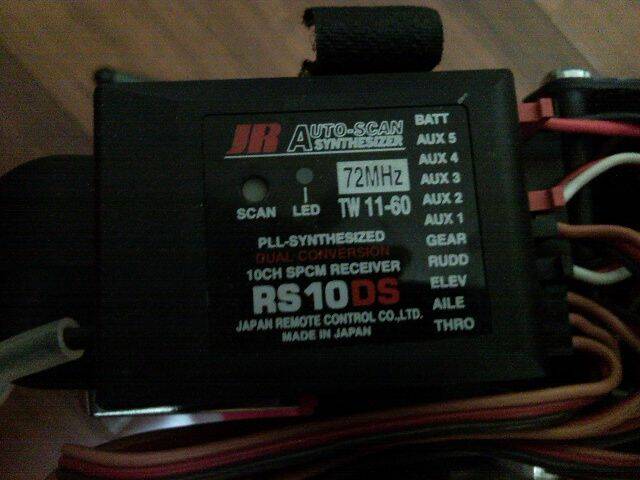 JR AUTO-SCAN
SYNTHESIZER
72MHz
SCAN LED TW 11-60
PLL-SYNTHESIZED
DUAL CONVERSION
10CH SPCM RECEIVER
RS10DS
JAPAN REMOTE CONTROL CO.,LTD.
MADE IN JAPAN
BATT
AUX 5
AUX 4
AUX 3
AUX 2
AUX 1
GEAR
RUDD
ELEV
AILE
THRO